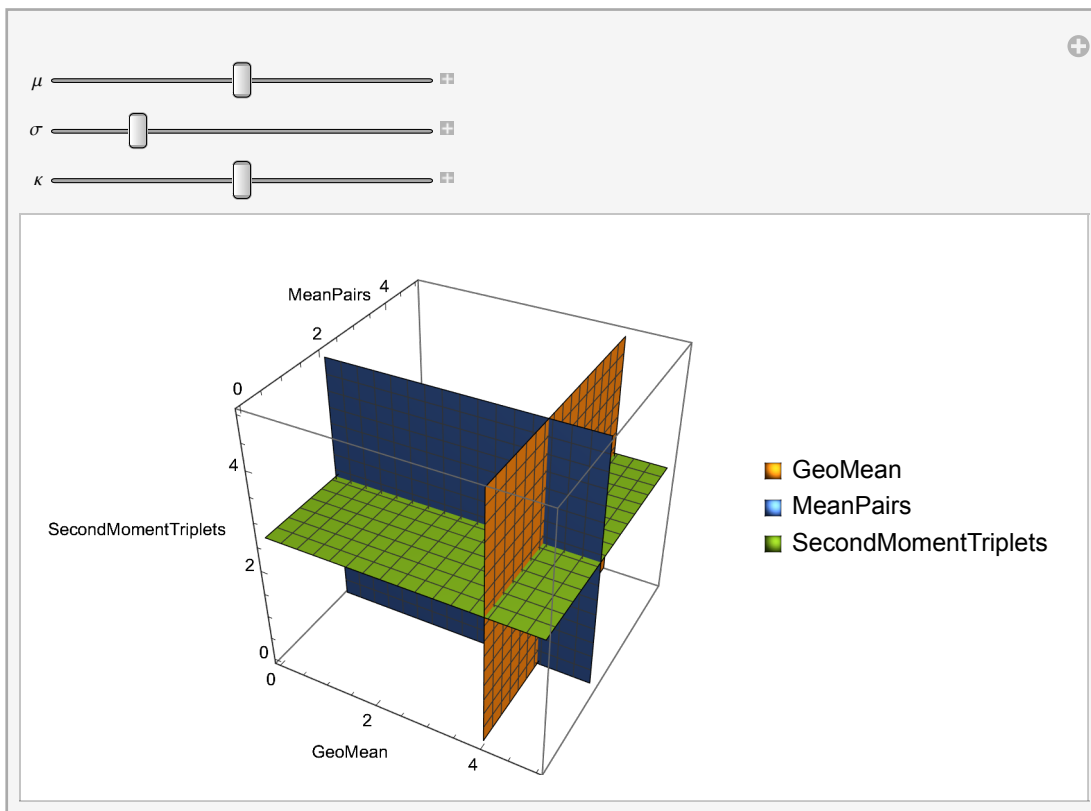 μ
σ
κ
MeanPairs
4
2
0
4
SecondMomentTriplets
2
0
0
2
GeoMean
4
GeoMean
MeanPairs
SecondMomentTriplets